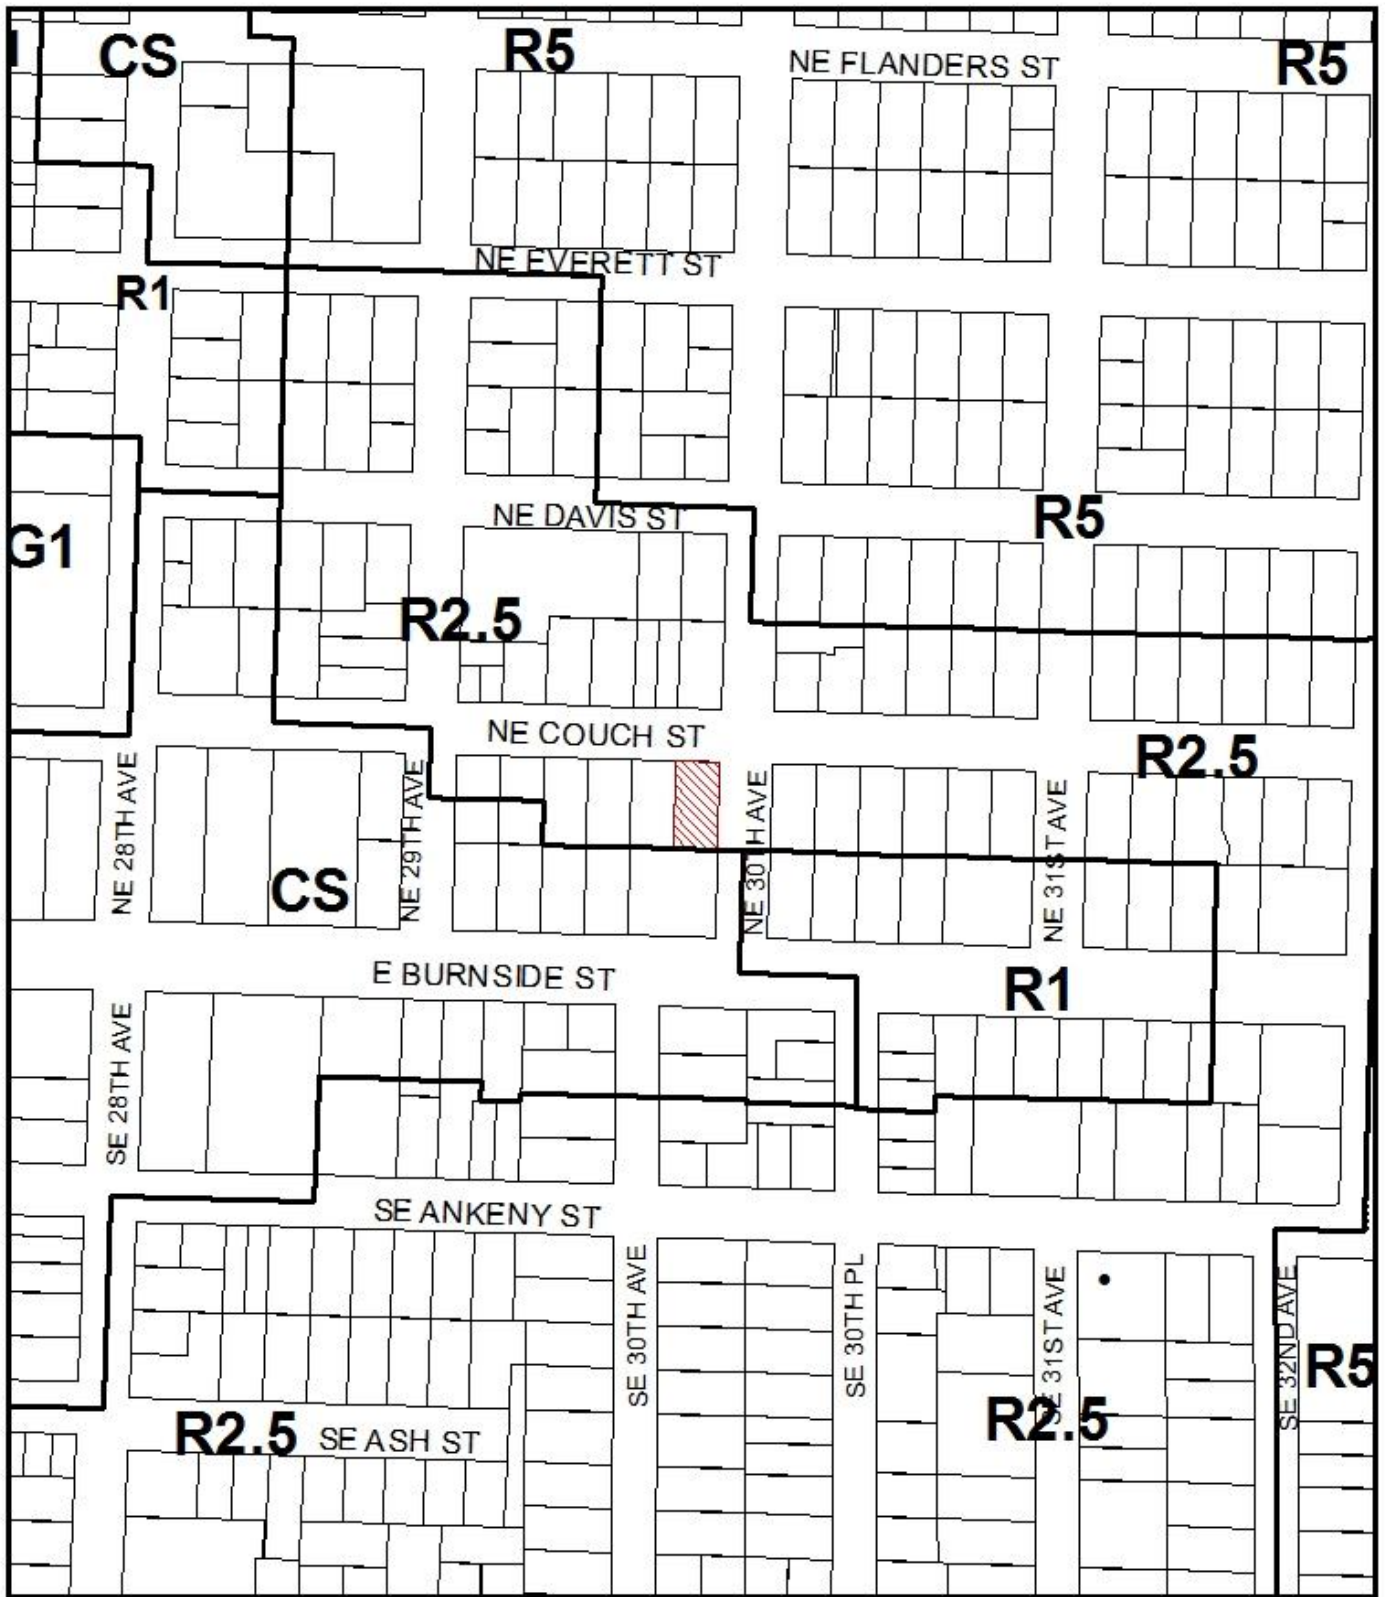 CS
R5
NE FLANDERS ST
R5
NE EVERETT ST
R1
NE DAVIS ST
R5
G1
R2.5
NE COUCH ST
R2.5
NE 28TH AVE
NE 29TH AVE
NE 30TH AVE
NE 31ST AVE
CS
E BURNSIDE ST
R1
SE 28TH AVE
SE ANKENY ST
SE 30TH AVE
SE 30TH PL
SE 31ST AVE
SE 32ND AVE
R5
R2.5
R2.5
SE ASH ST